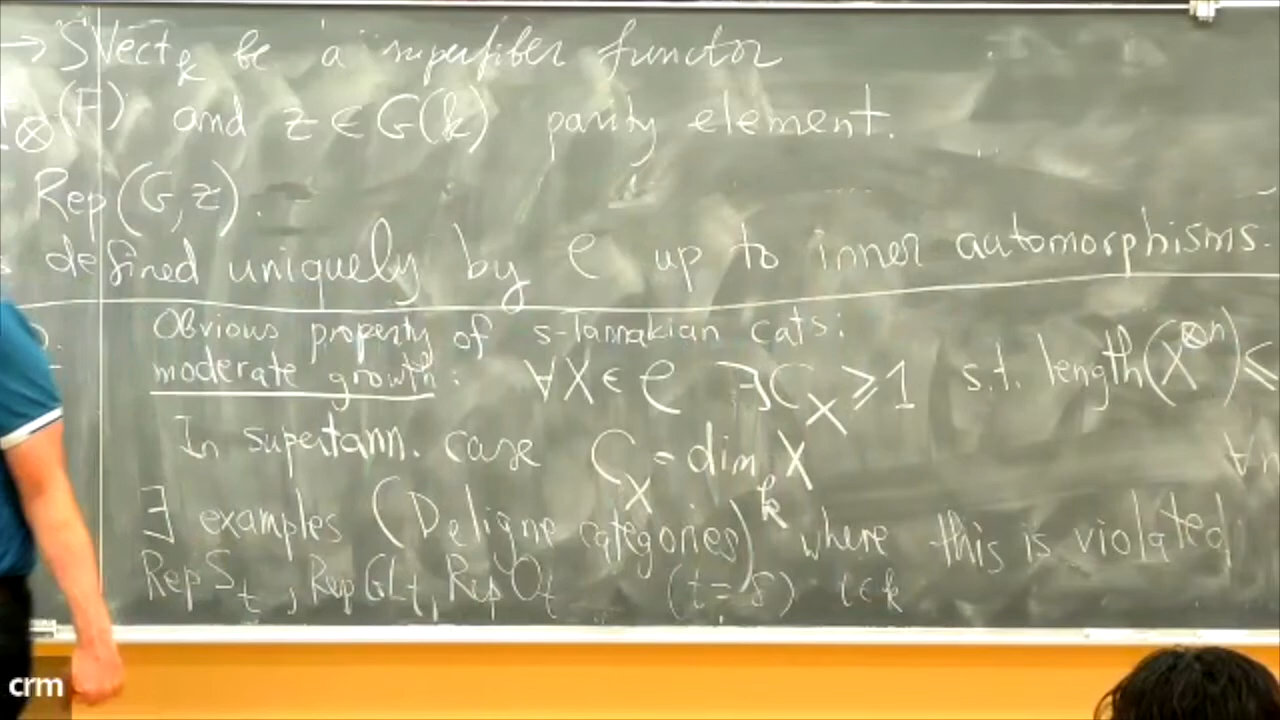 → SVect_k be a superfiber functor
⊗(F) and z ∈ G(k) parity element.
Rep(G,z).
defined uniquely by C up to inner automorphisms.
Obvious property of s-Tannakian cats:
moderate growth: ∀X∈C ∃C_X ⩾ 1 s.t. length(X^{⊗n}) ≤
In supertann. case C_X = dim_k X ∀n
∃ examples (Deligne categories) where this is violated
Rep S_t, Rep GL_t, Rep O_t (t=δ) t∈k
crm